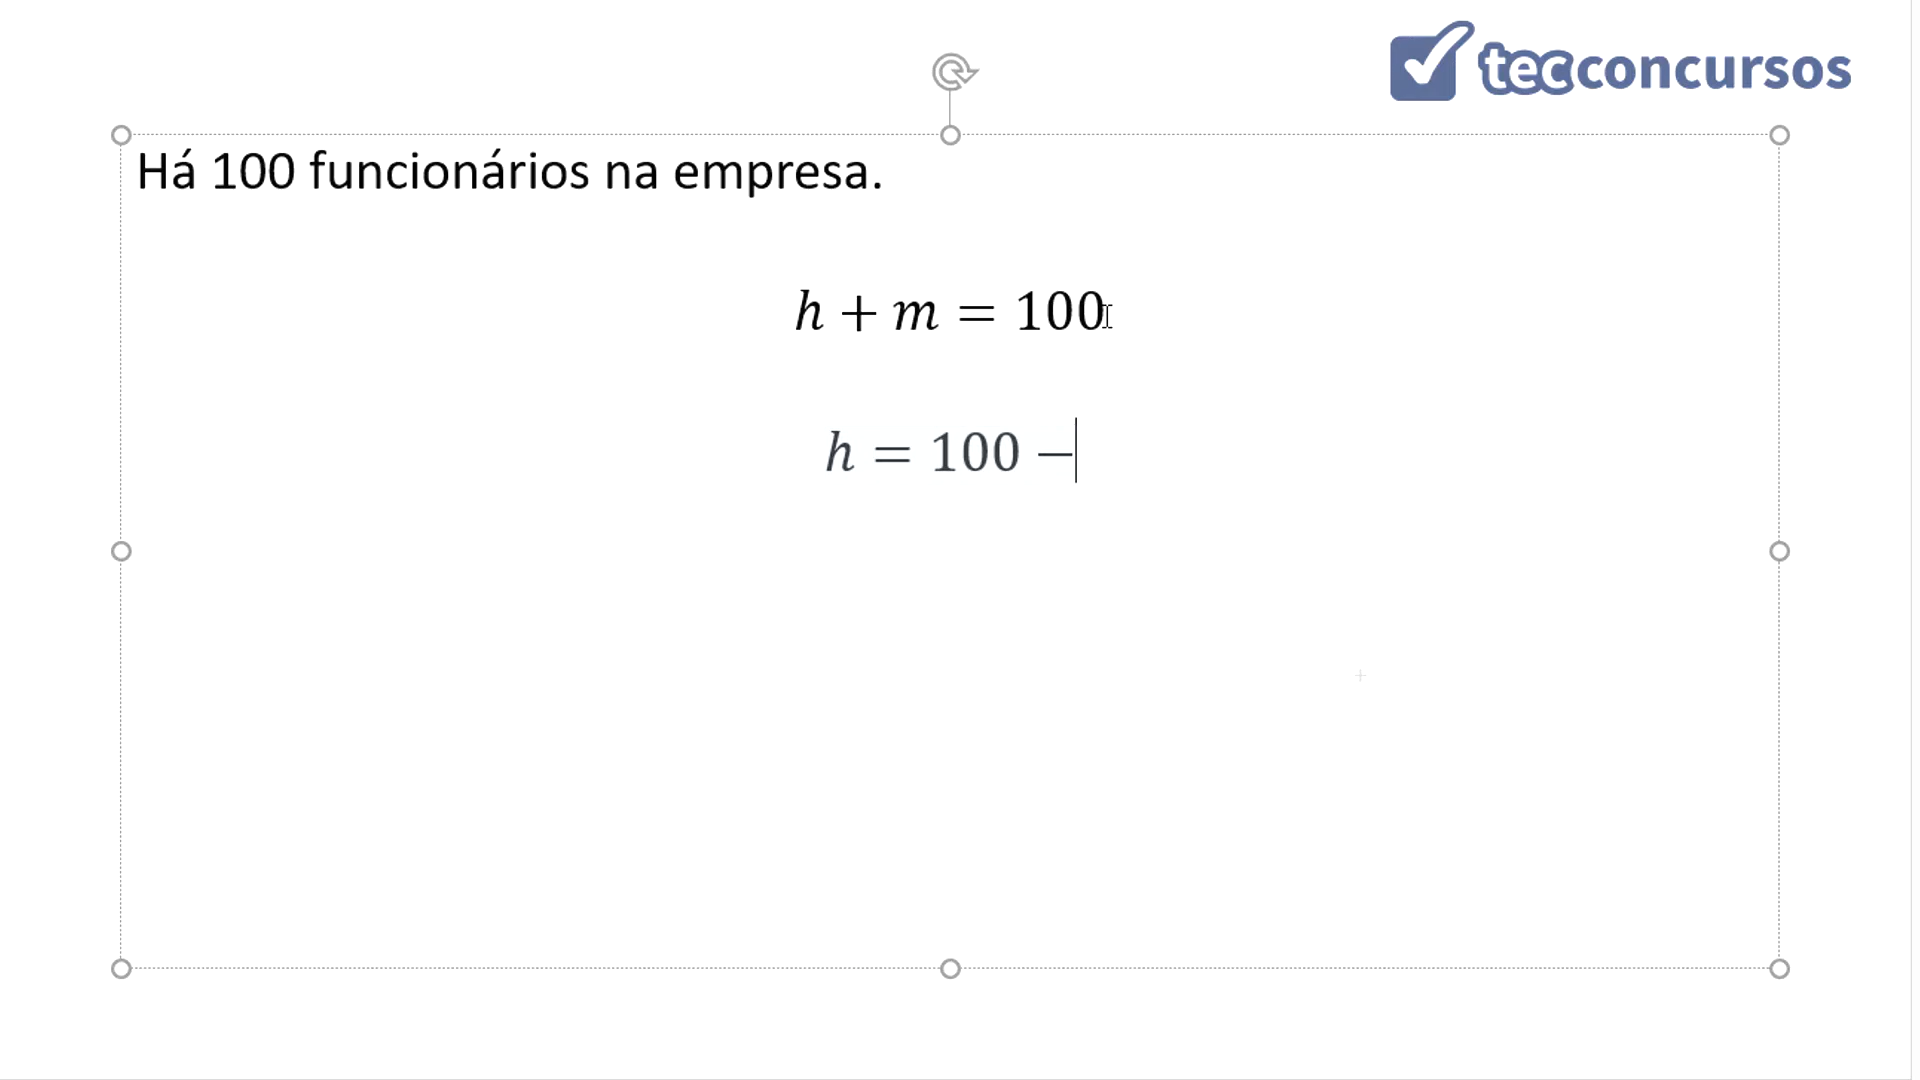 tecconcursos
Há 100 funcionários na empresa.
h + m = 100
h = 100 −